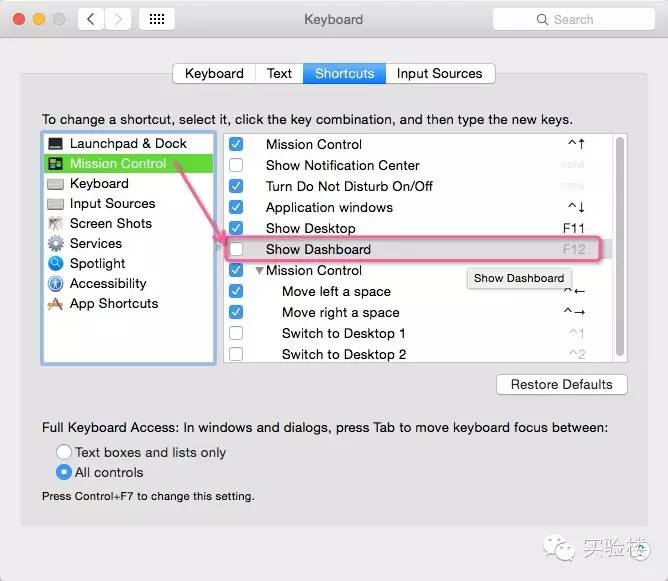 Keyboard
Search
Keyboard Text Shortcuts Input Sources
To change a shortcut, select it, click the key combination, and then type the new keys.
Launchpad & Dock
Mission Control
Keyboard
Input Sources
Screen Shots
Services
Spotlight
Accessibility
App Shortcuts
Mission Control ^↑
Show Notification Center none
Turn Do Not Disturb On/Off none
Application windows ^↓
Show Desktop F11
Show Dashboard F12
Mission Control
Show Dashboard
Move left a space ^←
Move right a space ^→
Switch to Desktop 1 ^1
Switch to Desktop 2 ^2
Restore Defaults
Full Keyboard Access: In windows and dialogs, press Tab to move keyboard focus between:
Text boxes and lists only
All controls
Press Control+F7 to change this setting.
实验楼